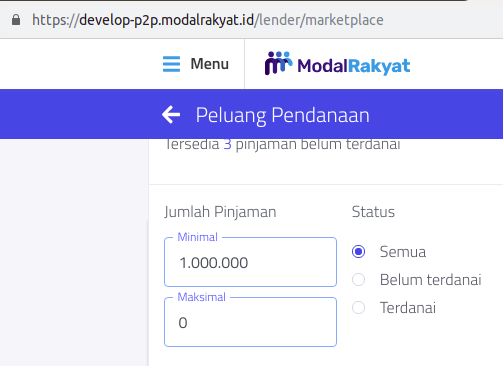 https://develop-p2p.modalrakyat.id/lender/marketplace
Menu
ModalRakyat
Peluang Pendanaan
Tersedia 3 pinjaman belum terdanai
Jumlah Pinjaman
Status
Minimal
1.000.000
Semua
Belum terdanai
Maksimal
0
Terdanai